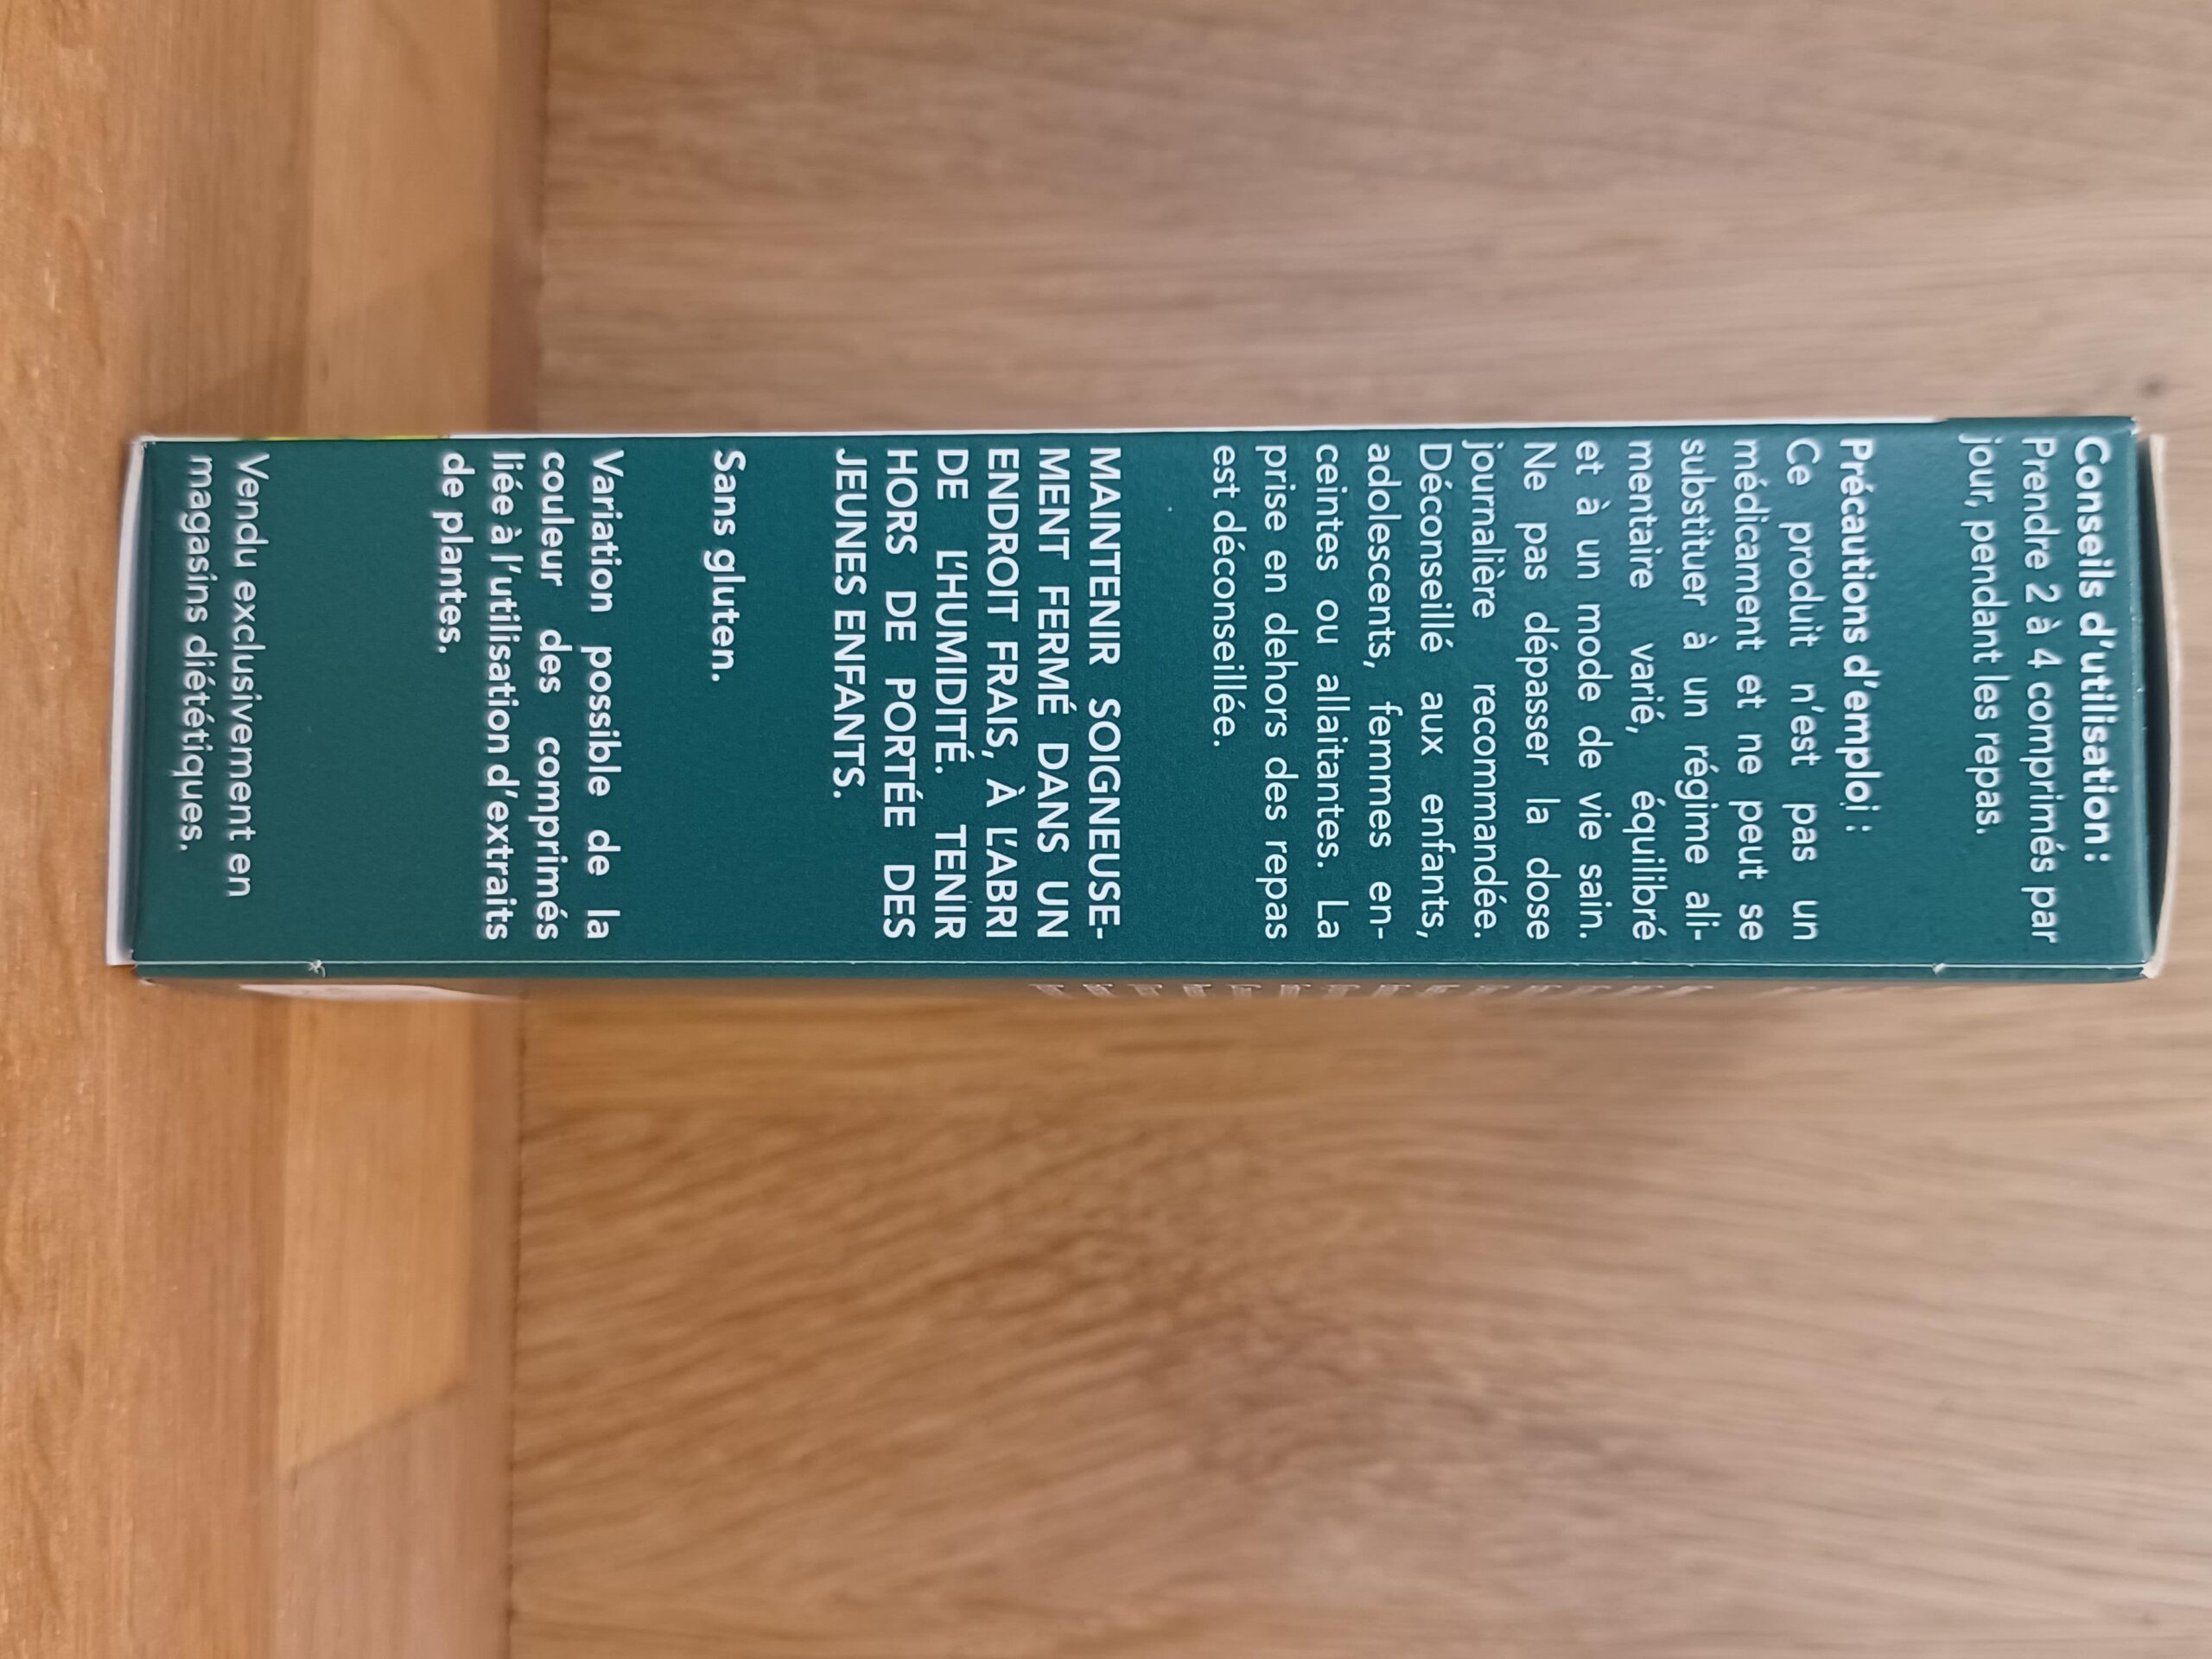 Conseils d'utilisation :
Prendre 2 à 4 comprimés par
jour, pendant les repas.
Précautions d'emploi :
Ce produit n'est pas un
médicament et ne peut se
substituer à un régime ali-
mentaire varié, équilibré
et à un mode de vie sain.
Ne pas dépasser la dose
journalière recommandée.
Déconseillé aux enfants,
adolescents, femmes en-
ceintes ou allaitantes. La
prise en dehors des repas
est déconseillée.
MAINTENIR SOIGNEUSE-
MENT FERMÉ DANS UN
ENDROIT FRAIS, À L'ABRI
DE L'HUMIDITÉ. TENIR
HORS DE PORTÉE DES
JEUNES ENFANTS.
Sans gluten.
Variation possible de la
couleur des comprimés
liée à l'utilisation d'extraits
de plantes.
Vendu exclusivement en
magasins diététiques.